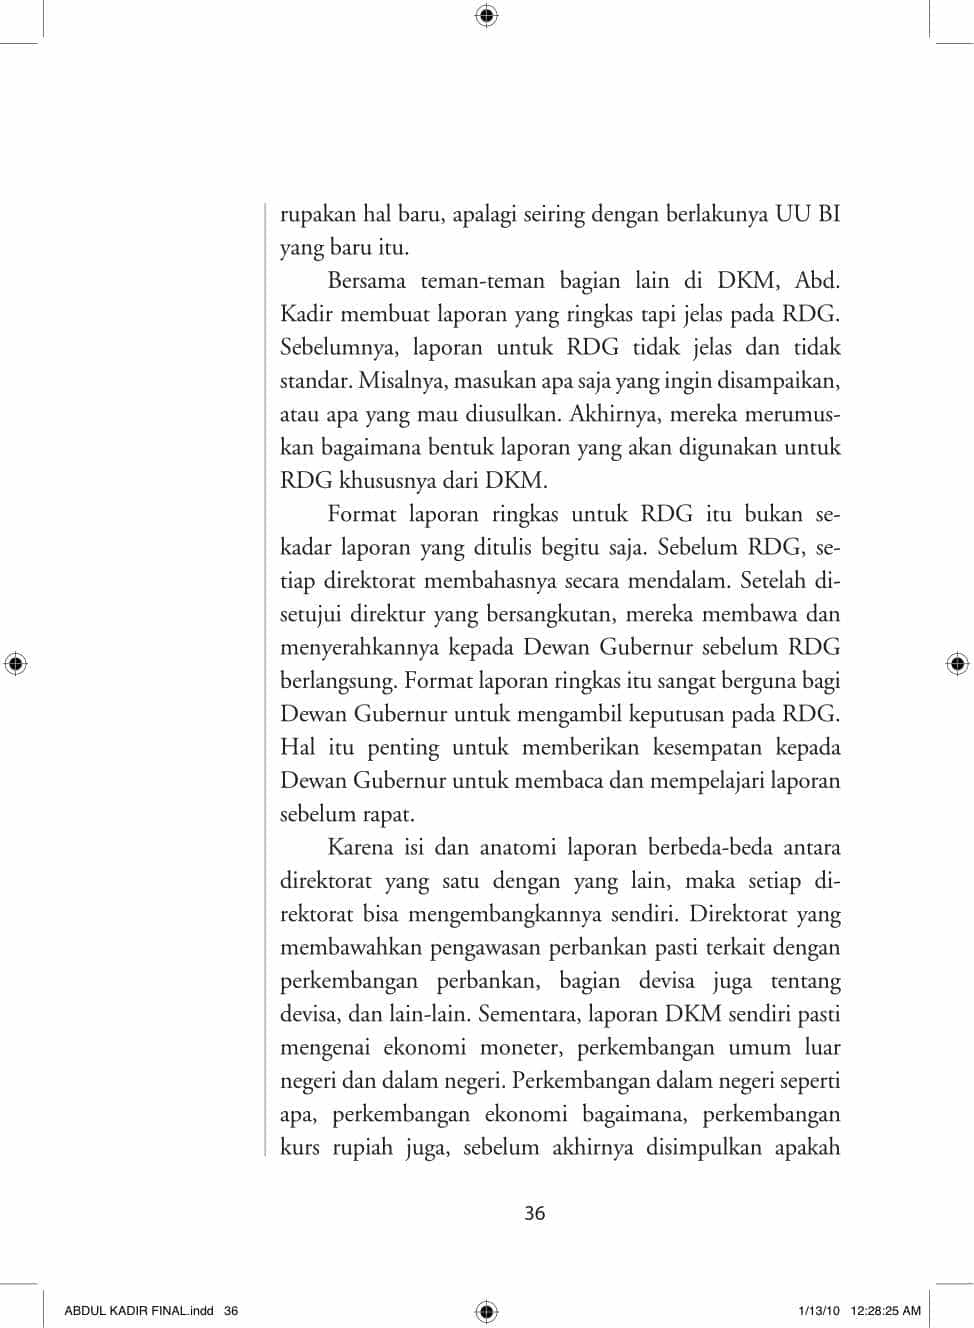 rupakan hal baru, apalagi seiring dengan berlakunya UU BI
yang baru itu.
Bersama teman-teman bagian lain di DKM, Abd.
Kadir membuat laporan yang ringkas tapi jelas pada RDG.
Sebelumnya, laporan untuk RDG tidak jelas dan tidak
standar. Misalnya, masukan apa saja yang ingin disampaikan,
atau apa yang mau diusulkan. Akhirnya, mereka merumus-
kan bagaimana bentuk laporan yang akan digunakan untuk
RDG khususnya dari DKM.
Format laporan ringkas untuk RDG itu bukan se-
kadar laporan yang ditulis begitu saja. Sebelum RDG, se-
tiap direktorat membahasnya secara mendalam. Setelah di-
setujui direktur yang bersangkutan, mereka membawa dan
menyerahkannya kepada Dewan Gubernur sebelum RDG
berlangsung. Format laporan ringkas itu sangat berguna bagi
Dewan Gubernur untuk mengambil keputusan pada RDG.
Hal itu penting untuk memberikan kesempatan kepada
Dewan Gubernur untuk membaca dan mempelajari laporan
sebelum rapat.
Karena isi dan anatomi laporan berbeda-beda antara
direktorat yang satu dengan yang lain, maka setiap di-
rektorat bisa mengembangkannya sendiri. Direktorat yang
membawahkan pengawasan perbankan pasti terkait dengan
perkembangan perbankan, bagian devisa juga tentang
devisa, dan lain-lain. Sementara, laporan DKM sendiri pasti
mengenai ekonomi moneter, perkembangan umum luar
negeri dan dalam negeri. Perkembangan dalam negeri seperti
apa, perkembangan ekonomi bagaimana, perkembangan
kurs rupiah juga, sebelum akhirnya disimpulkan apakah
36
ABDUL KADIR FINAL.indd 36
1/13/10 12:28:25 AM